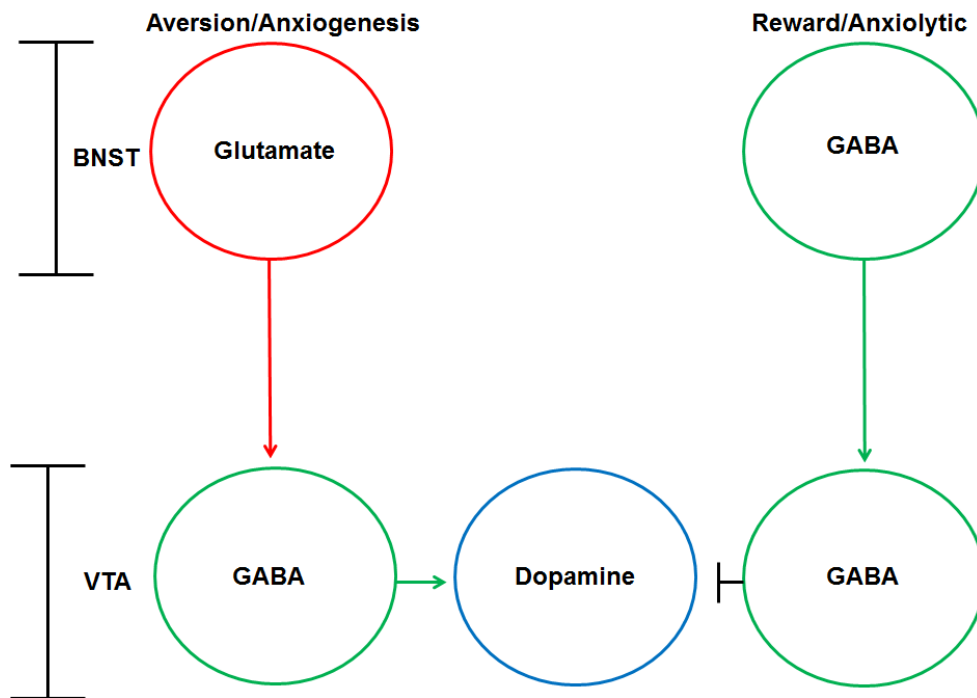 Aversion/Anxiogenesis
Reward/Anxiolytic
BNST
Glutamate
GABA
VTA
GABA
Dopamine
GABA